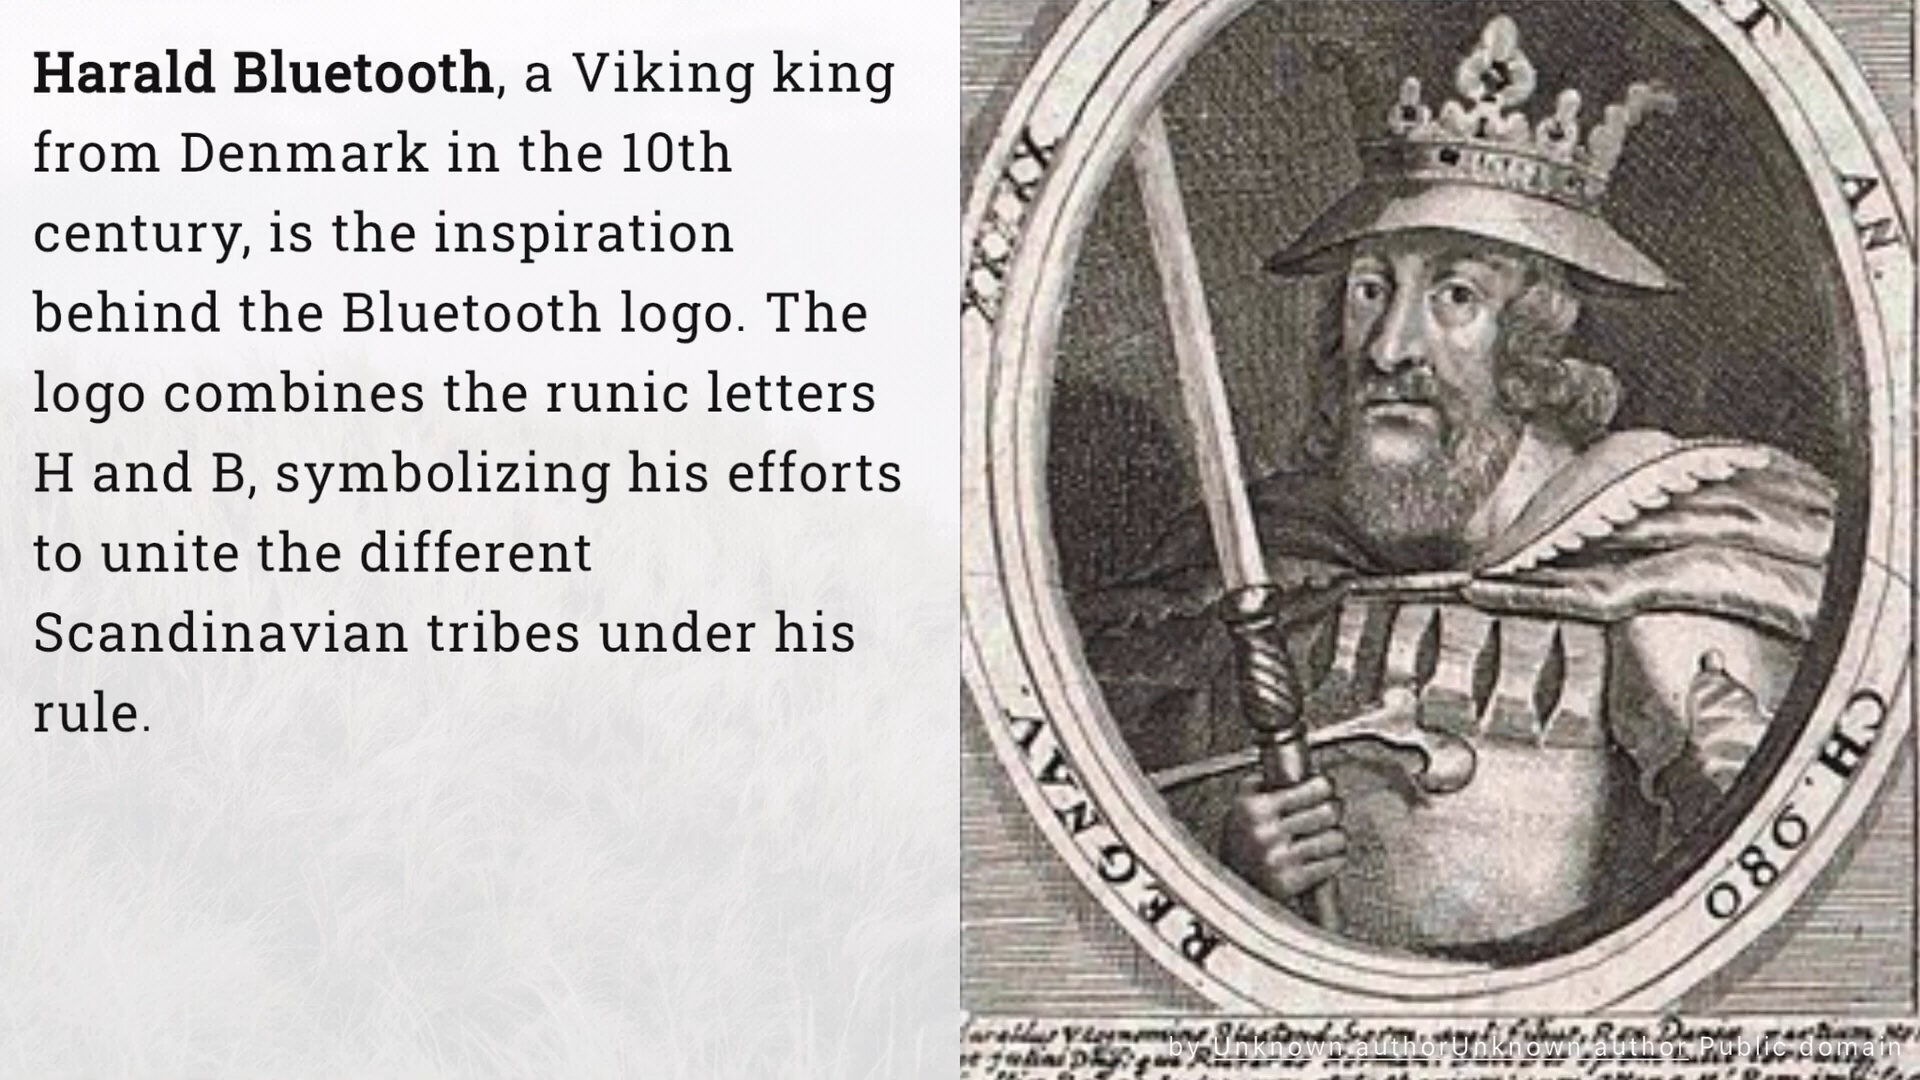 Harald Bluetooth, a Viking king
from Denmark in the 10th
century, is the inspiration
behind the Bluetooth logo. The
logo combines the runic letters
H and B, symbolizing his efforts
to unite the different
Scandinavian tribes under his
rule.
AN.
CH. 980
REGNAV.
XXXIX
by Unknown authorUnknown author Public domain